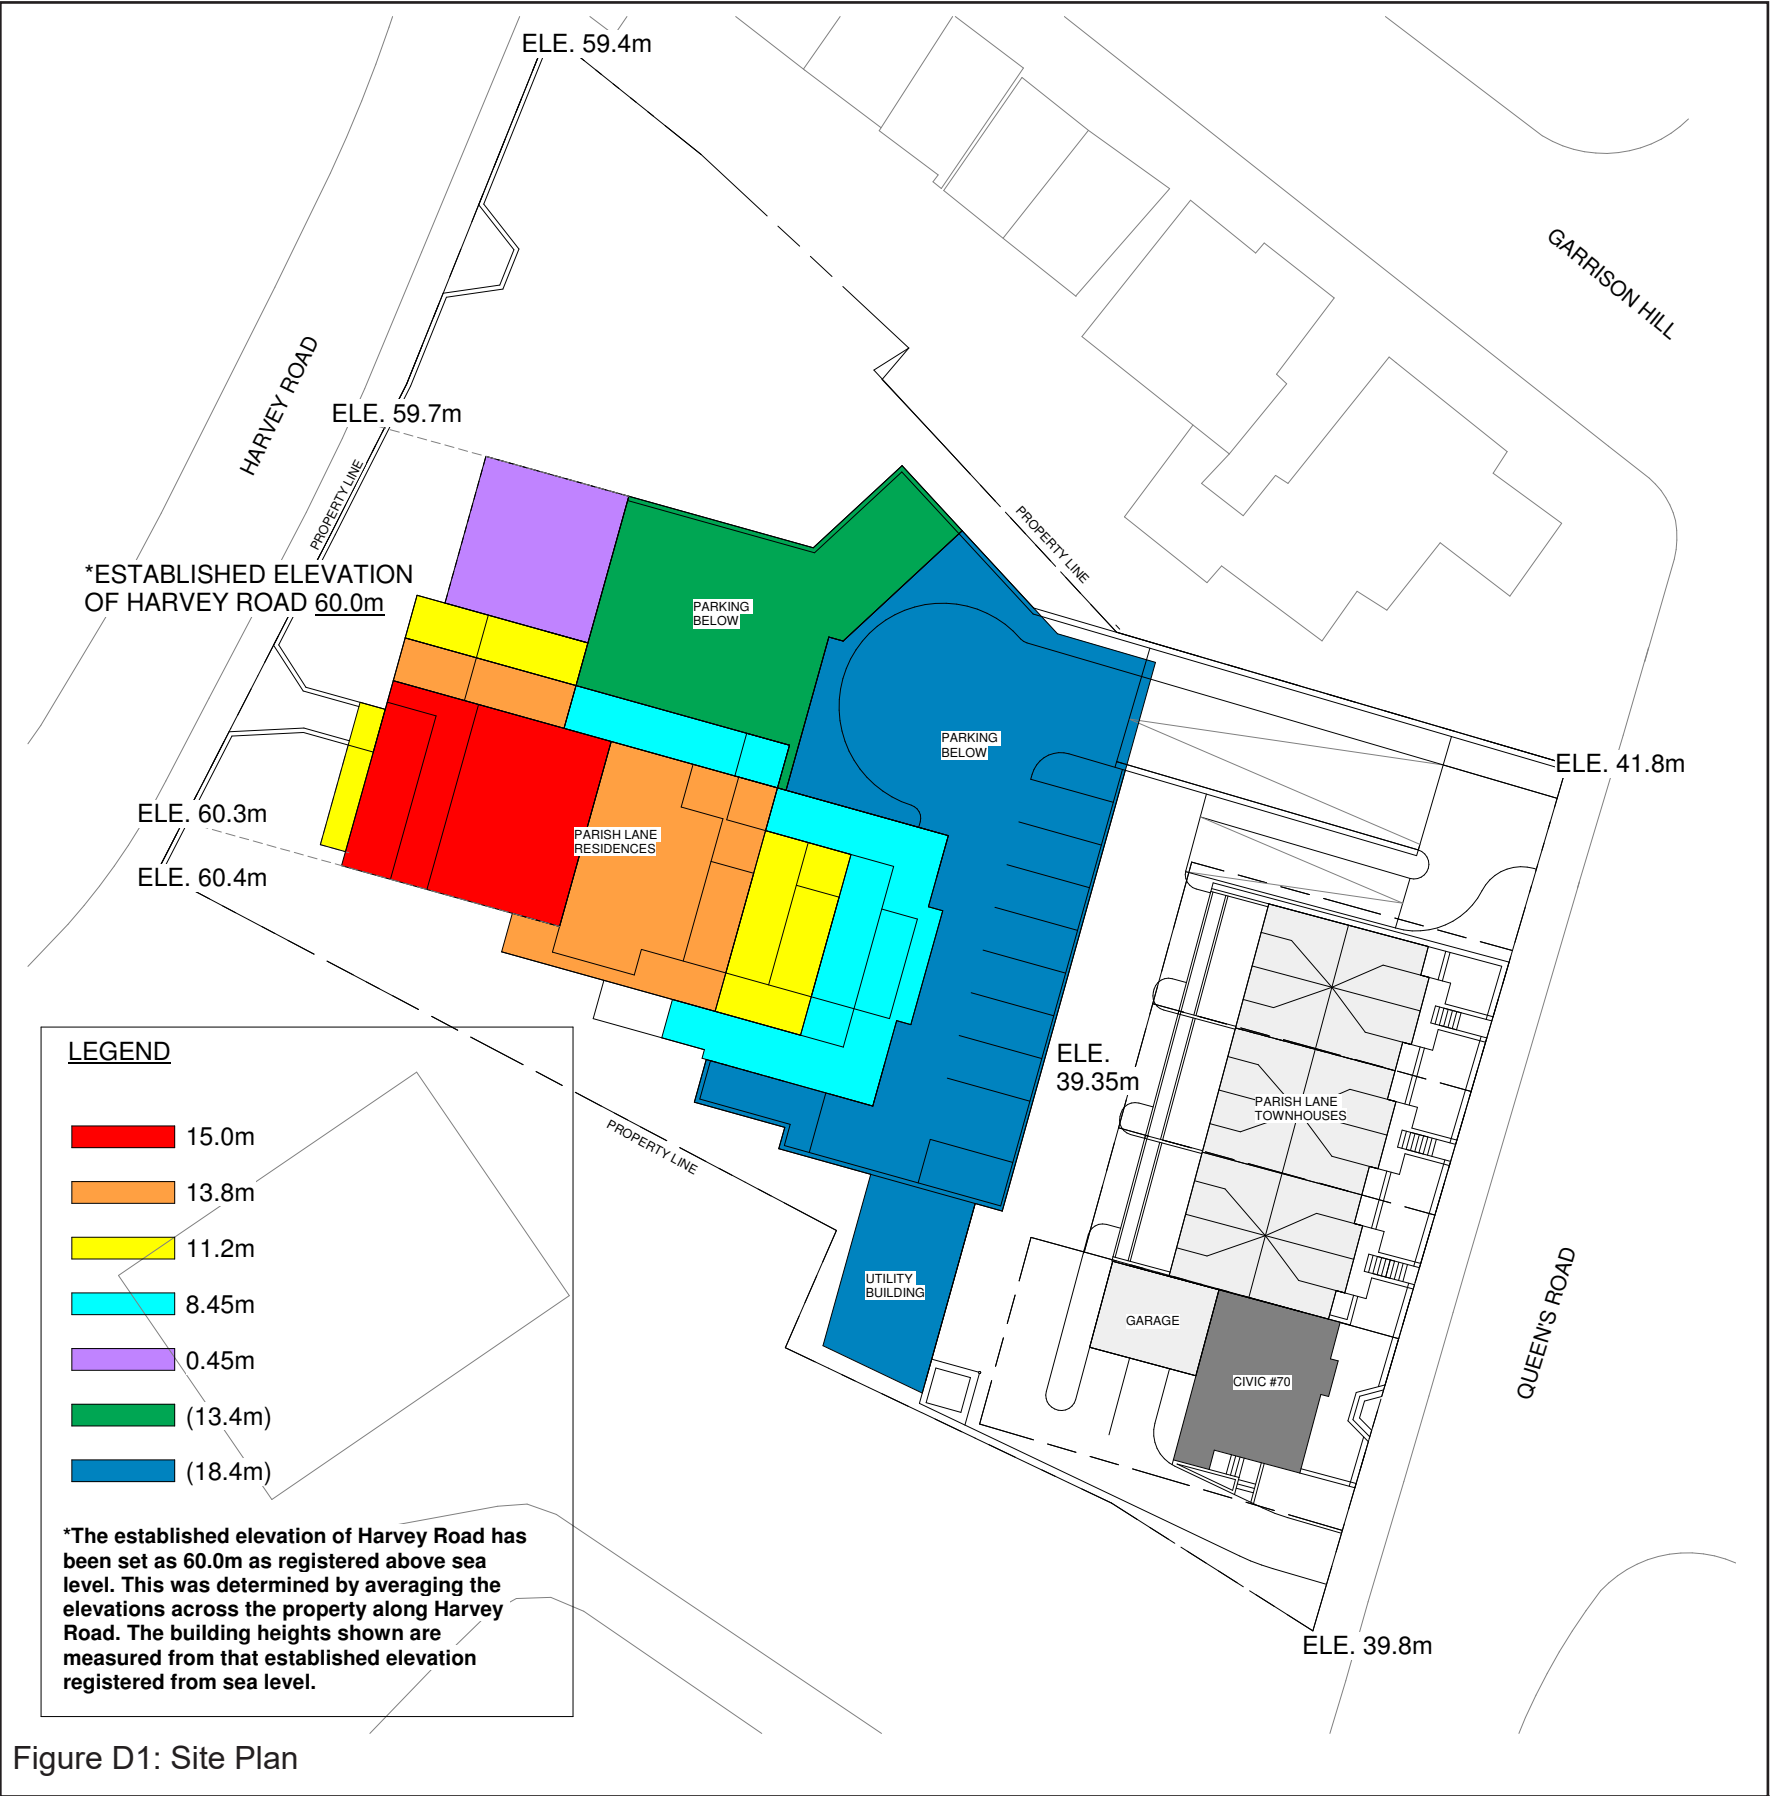 ELE. 59.4m
GARRISON HILL
HARVEY ROAD
ELE. 59.7m
PROPERTY LINE
PROPERTY LINE
*ESTABLISHED ELEVATION
OF HARVEY ROAD 60.0m
PARKING
BELOW
PARKING
BELOW
ELE. 41.8m
ELE. 60.3m
PARISH LANE
RESIDENCES
ELE. 60.4m
ELE.
39.35m
PARISH LANE
TOWNHOUSES
PROPERTY LINE
UTILITY
BUILDING
GARAGE
CIVIC #70
QUEEN'S ROAD
ELE. 39.8m
LEGEND
15.0m
13.8m
11.2m
8.45m
0.45m
(13.4m)
(18.4m)
*The established elevation of Harvey Road has
been set as 60.0m as registered above sea
level. This was determined by averaging the
elevations across the property along Harvey
Road. The building heights shown are
measured from that established elevation
registered from sea level.
Figure D1: Site Plan